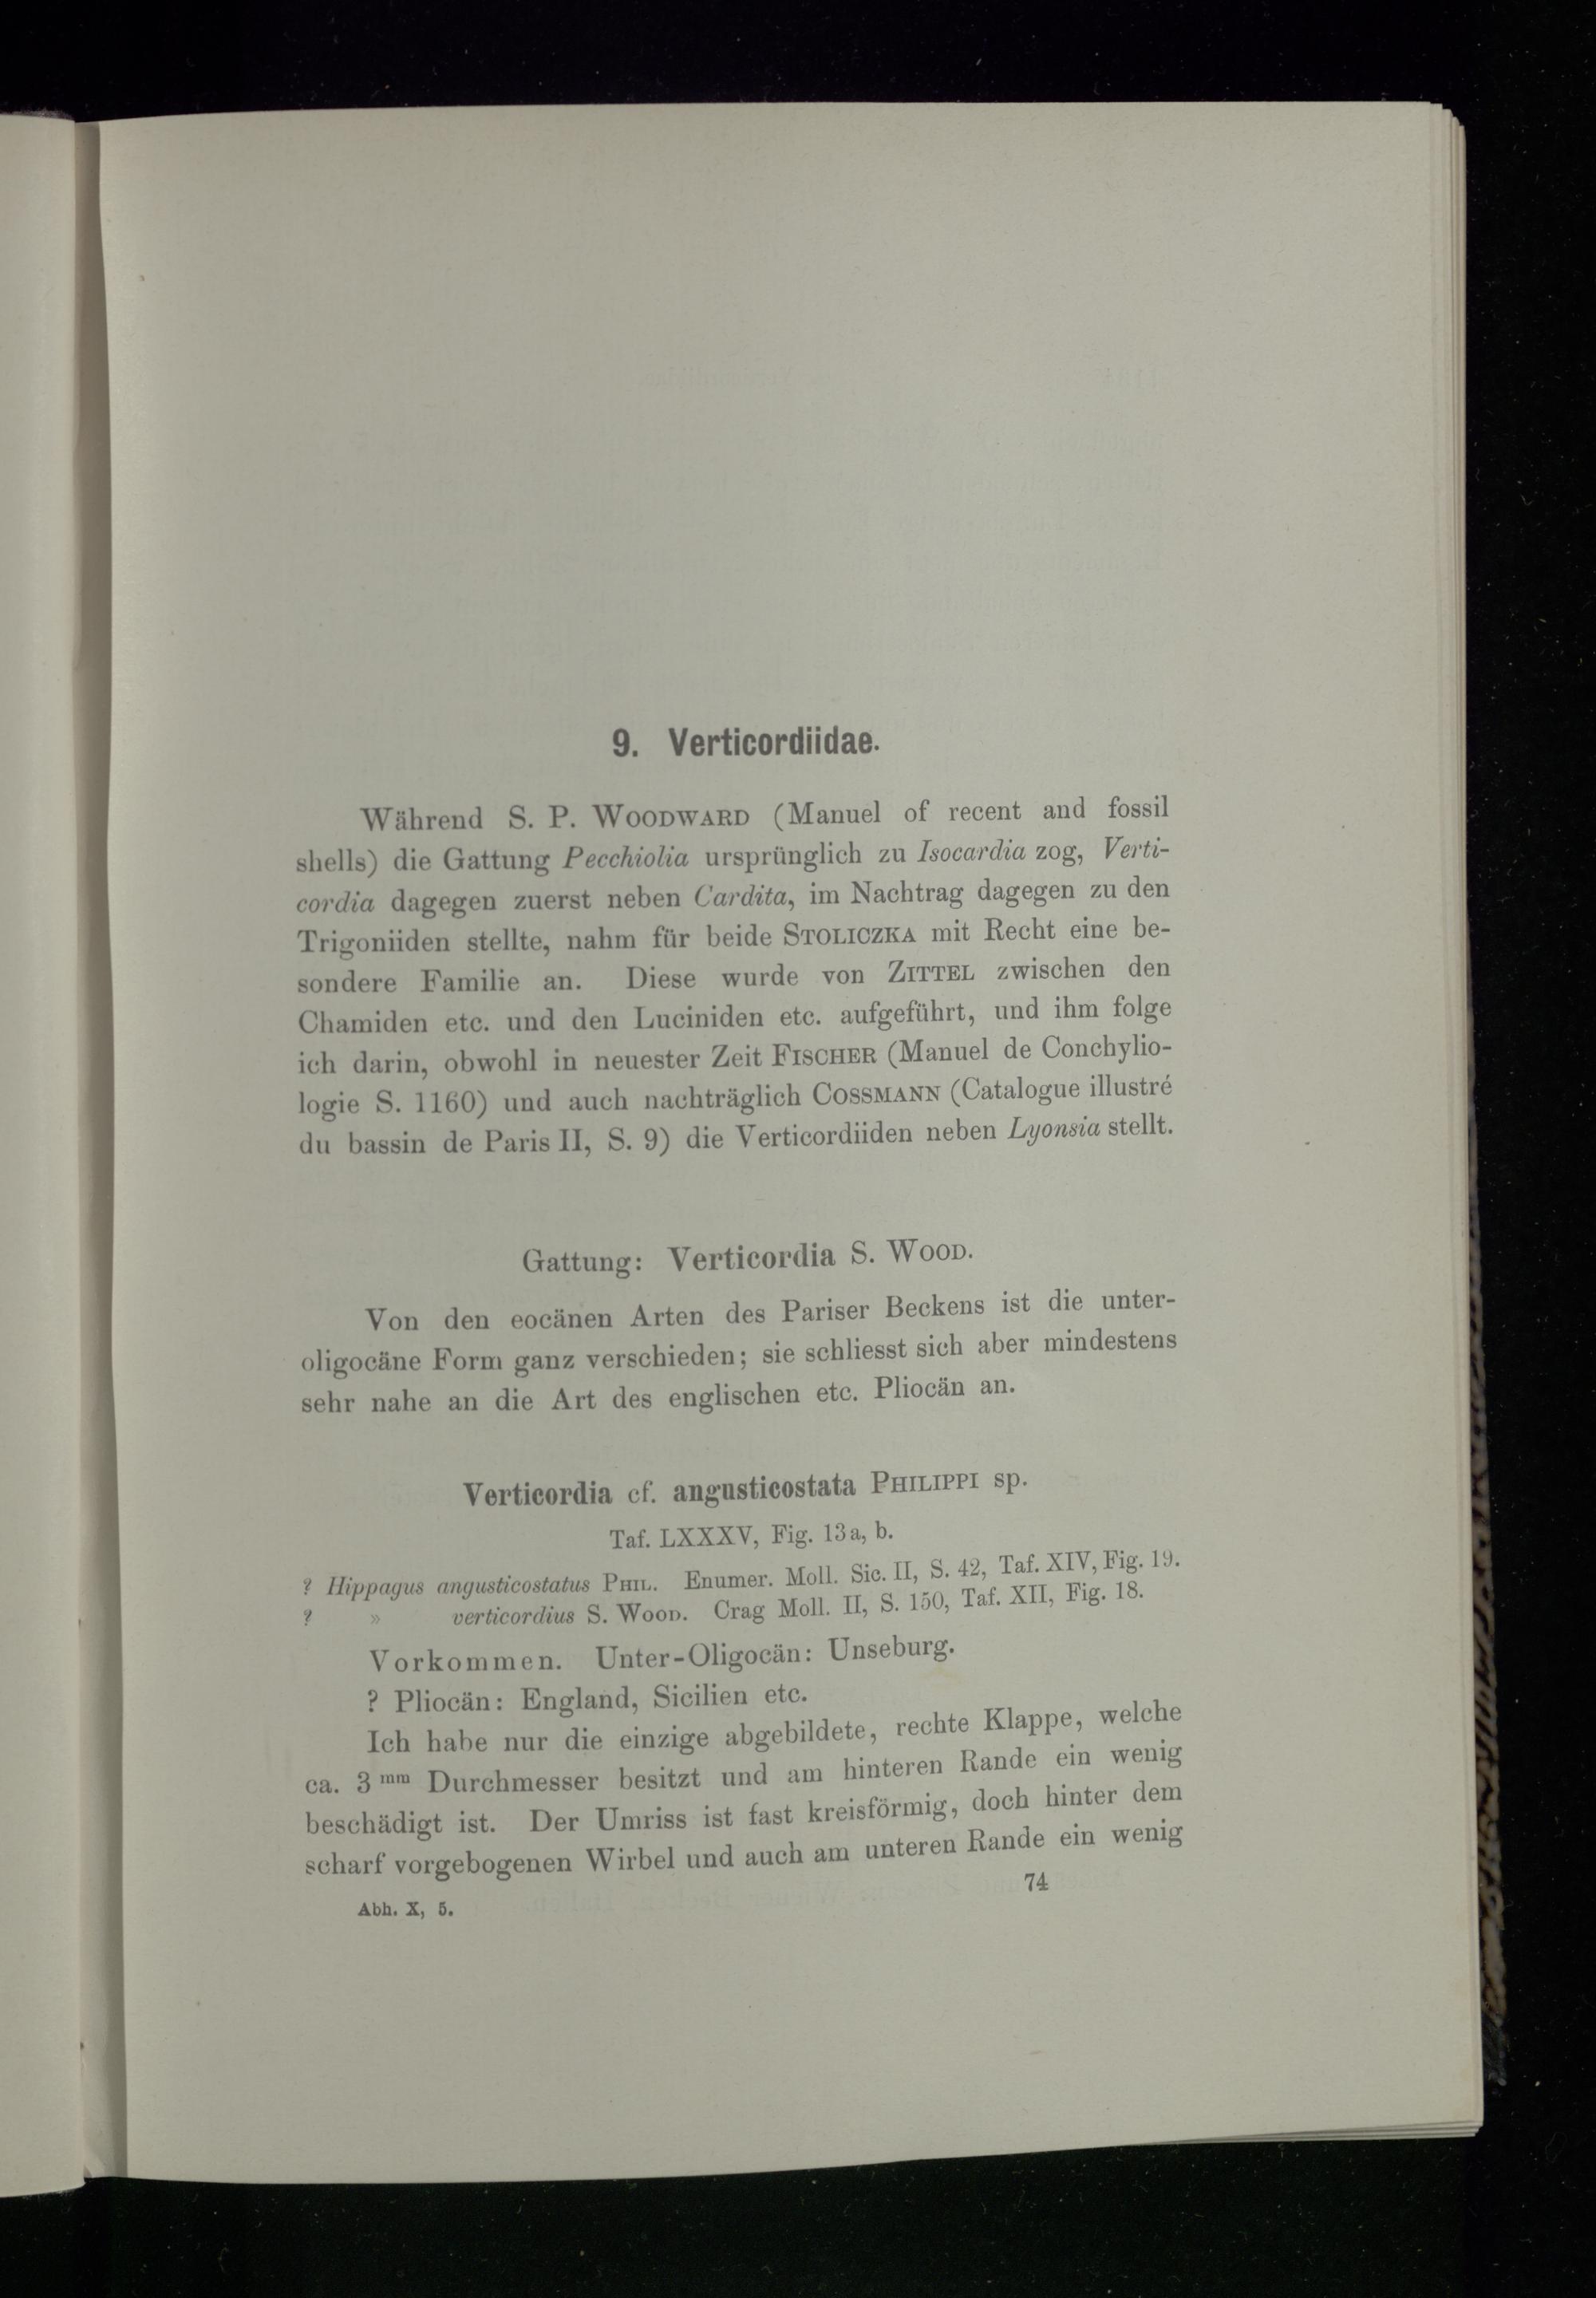 9. Verticordiidae.
Während S. P. WOODWARD (Manuel of recent and fossil
shells) die Gattung Pecchiolia ursprünglich zu Isocardia zog, Verti-
cordia dagegen zuerst neben Cardita, im Nachtrag dagegen zu den
Trigoniiden stellte, nahm für beide STOLICZKA mit Recht eine be-
sondere Familie an. Diese wurde von ZITTEL zwischen den
Chamiden etc. und den Luciniden etc. aufgeführt, und ihm folge
ich darin, obwohl in neuester Zeit FISCHER (Manuel de Conchylio-
logie S. 1160) und auch nachträglich COSSMANN (Catalogue illustré
du bassin de Paris II, S. 9) die Verticordiiden neben Lyonsia stellt.
Gattung: Verticordia S. WOOD.
Von den eocänen Arten des Pariser Beckens ist die unter-
oligocäne Form ganz verschieden; sie schliesst sich aber mindestens
sehr nahe an die Art des englischen etc. Pliocän an.
Verticordia cf. angusticostata PHILIPPI sp.
Taf. LXXXV, Fig. 13 a, b.
? Hippagus angusticostatus PHIL. Enumer. Moll. Sic. II, S. 42, Taf. XIV, Fig. 19.
? » verticordius S. WOOD. Crag Moll. II, S. 150, Taf. XII, Fig. 18.
Vorkommen. Unter-Oligocän: Unseburg.
? Pliocän: England, Sicilien etc.
Ich habe nur die einzige abgebildete, rechte Klappe, welche
ca. 3 mm Durchmesser besitzt und am hinteren Rande ein wenig
beschädigt ist. Der Umriss ist fast kreisförmig, doch hinter dem
scharf vorgebogenen Wirbel und auch am unteren Rande ein wenig
74
Abh. X, 5.